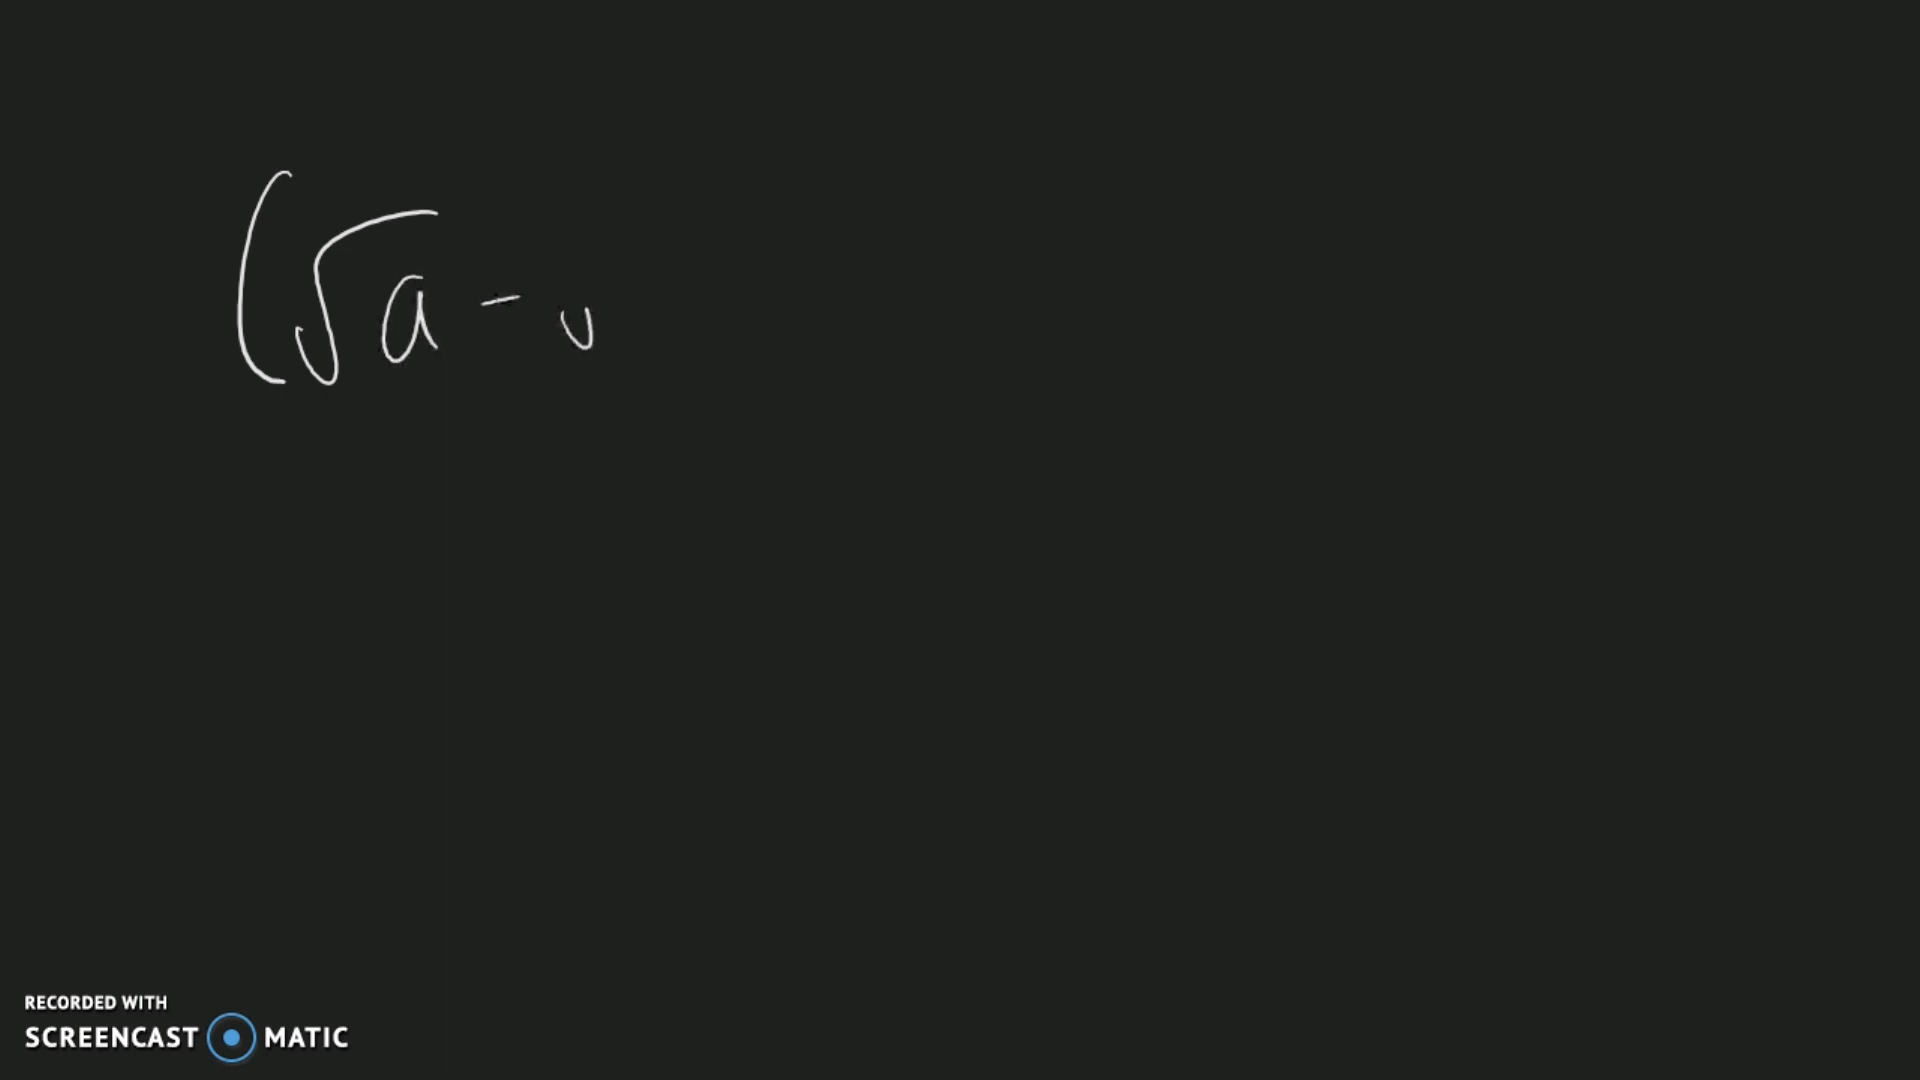 (√a -
RECORDED WITH
SCREENCAST MATIC